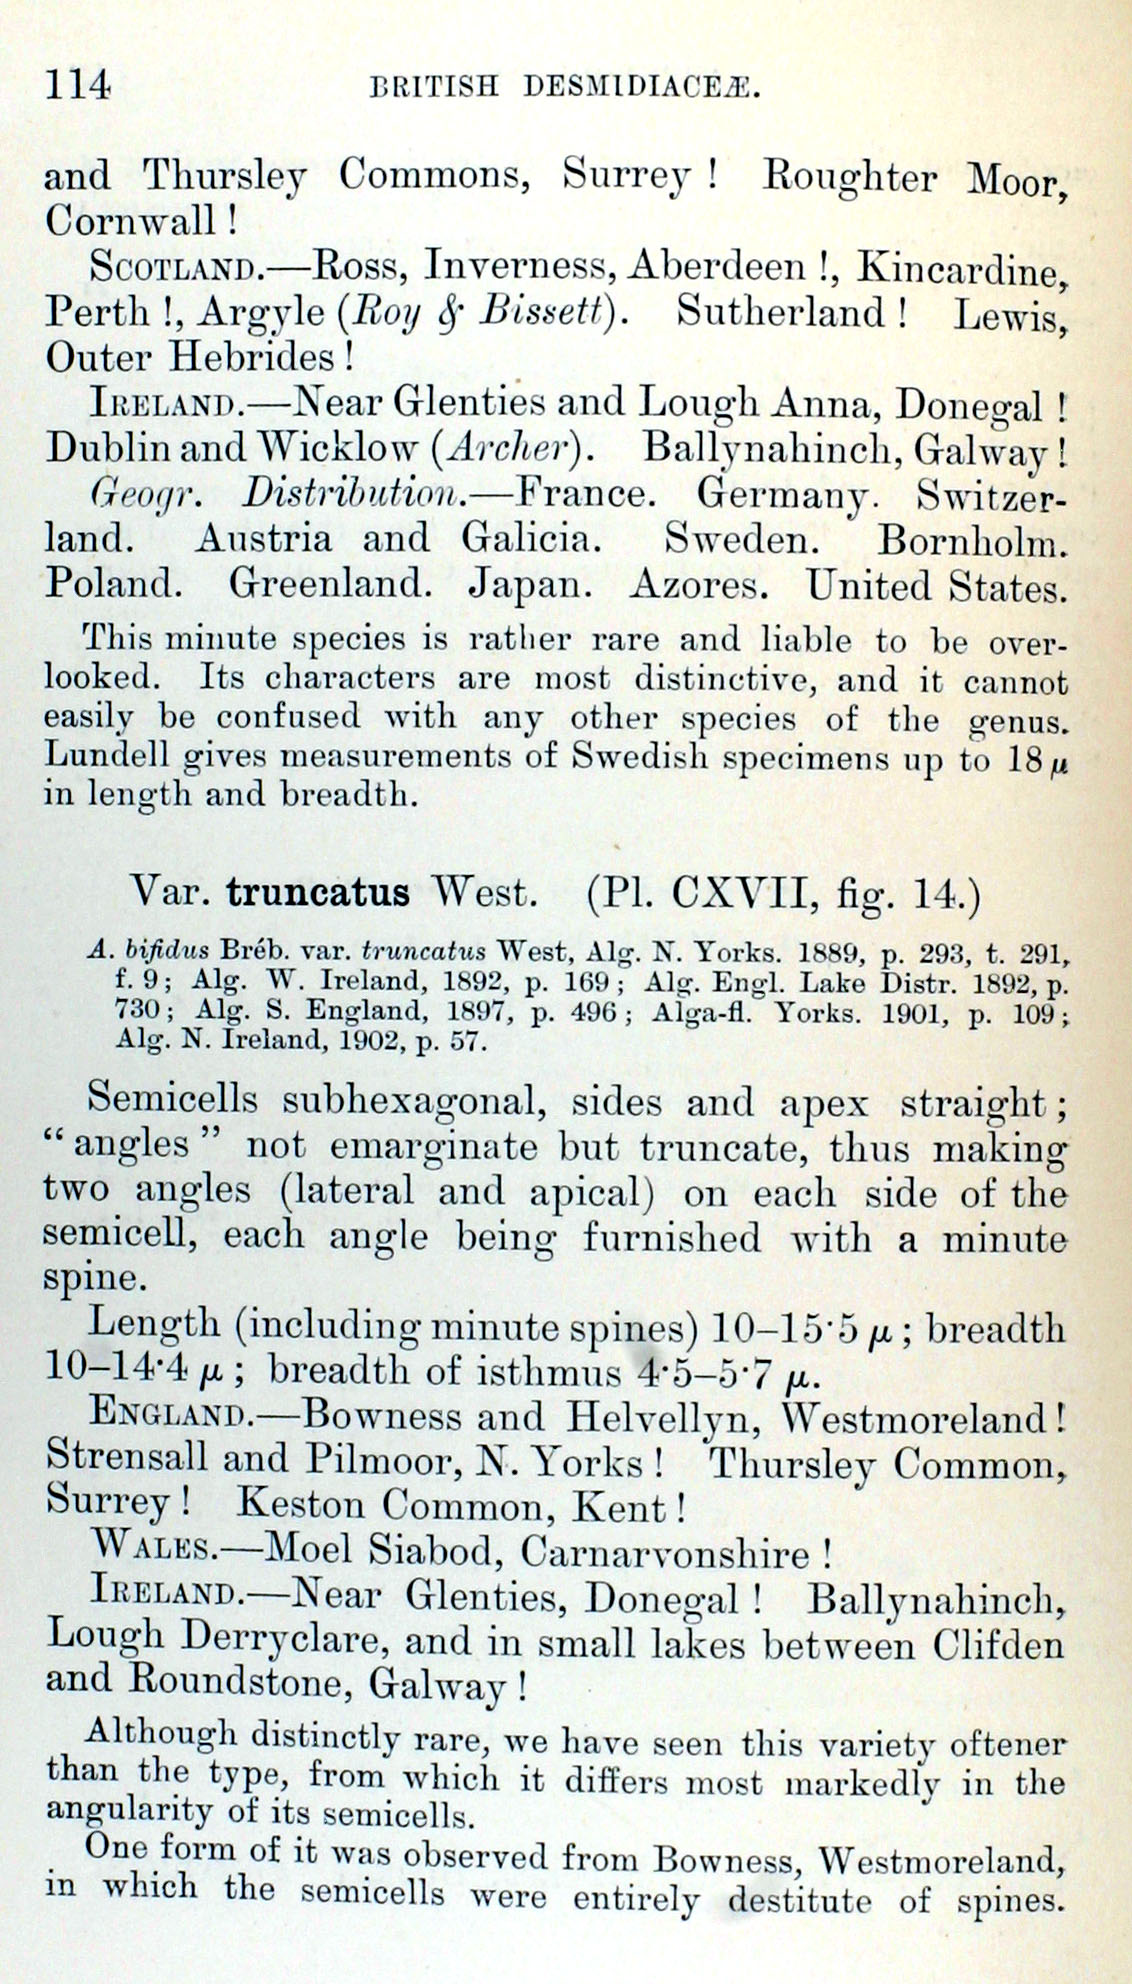 114 BRITISH DESMIDIACEÆ.
and Thursley Commons, Surrey ! Roughter Moor,
Cornwall !
SCOTLAND.—Ross, Inverness, Aberdeen !, Kincardine,
Perth !, Argyle (Roy & Bissett). Sutherland ! Lewis,
Outer Hebrides !
IRELAND.—Near Glenties and Lough Anna, Donegal !
Dublin and Wicklow (Archer). Ballynahinch, Galway !
Geogr. Distribution.—France. Germany. Switzer-
land. Austria and Galicia. Sweden. Bornholm.
Poland. Greenland. Japan. Azores. United States.
This minute species is rather rare and liable to be over-
looked. Its characters are most distinctive, and it cannot
easily be confused with any other species of the genus.
Lundell gives measurements of Swedish specimens up to 18 μ
in length and breadth.
Var. truncatus West. (Pl. CXVII, fig. 14.)
A. bifidus Bréb. var. truncatus West, Alg. N. Yorks. 1889, p. 293, t. 291,
f. 9; Alg. W. Ireland, 1892, p. 169; Alg. Engl. Lake Distr. 1892, p.
730; Alg. S. England, 1897, p. 496; Alga-fl. Yorks. 1901, p. 109;
Alg. N. Ireland, 1902, p. 57.
Semicells subhexagonal, sides and apex straight;
“angles” not emarginate but truncate, thus making
two angles (lateral and apical) on each side of the
semicell, each angle being furnished with a minute
spine.
Length (including minute spines) 10–15·5 μ; breadth
10–14·4 μ; breadth of isthmus 4·5–5·7 μ.
ENGLAND.—Bowness and Helvellyn, Westmoreland !
Strensall and Pilmoor, N. Yorks ! Thursley Common,
Surrey ! Keston Common, Kent !
WALES.—Moel Siabod, Carnarvonshire !
IRELAND.—Near Glenties, Donegal ! Ballynahinch,
Lough Derryclare, and in small lakes between Clifden
and Roundstone, Galway !
Although distinctly rare, we have seen this variety oftener
than the type, from which it differs most markedly in the
angularity of its semicells.
One form of it was observed from Bowness, Westmoreland,
in which the semicells were entirely destitute of spines.